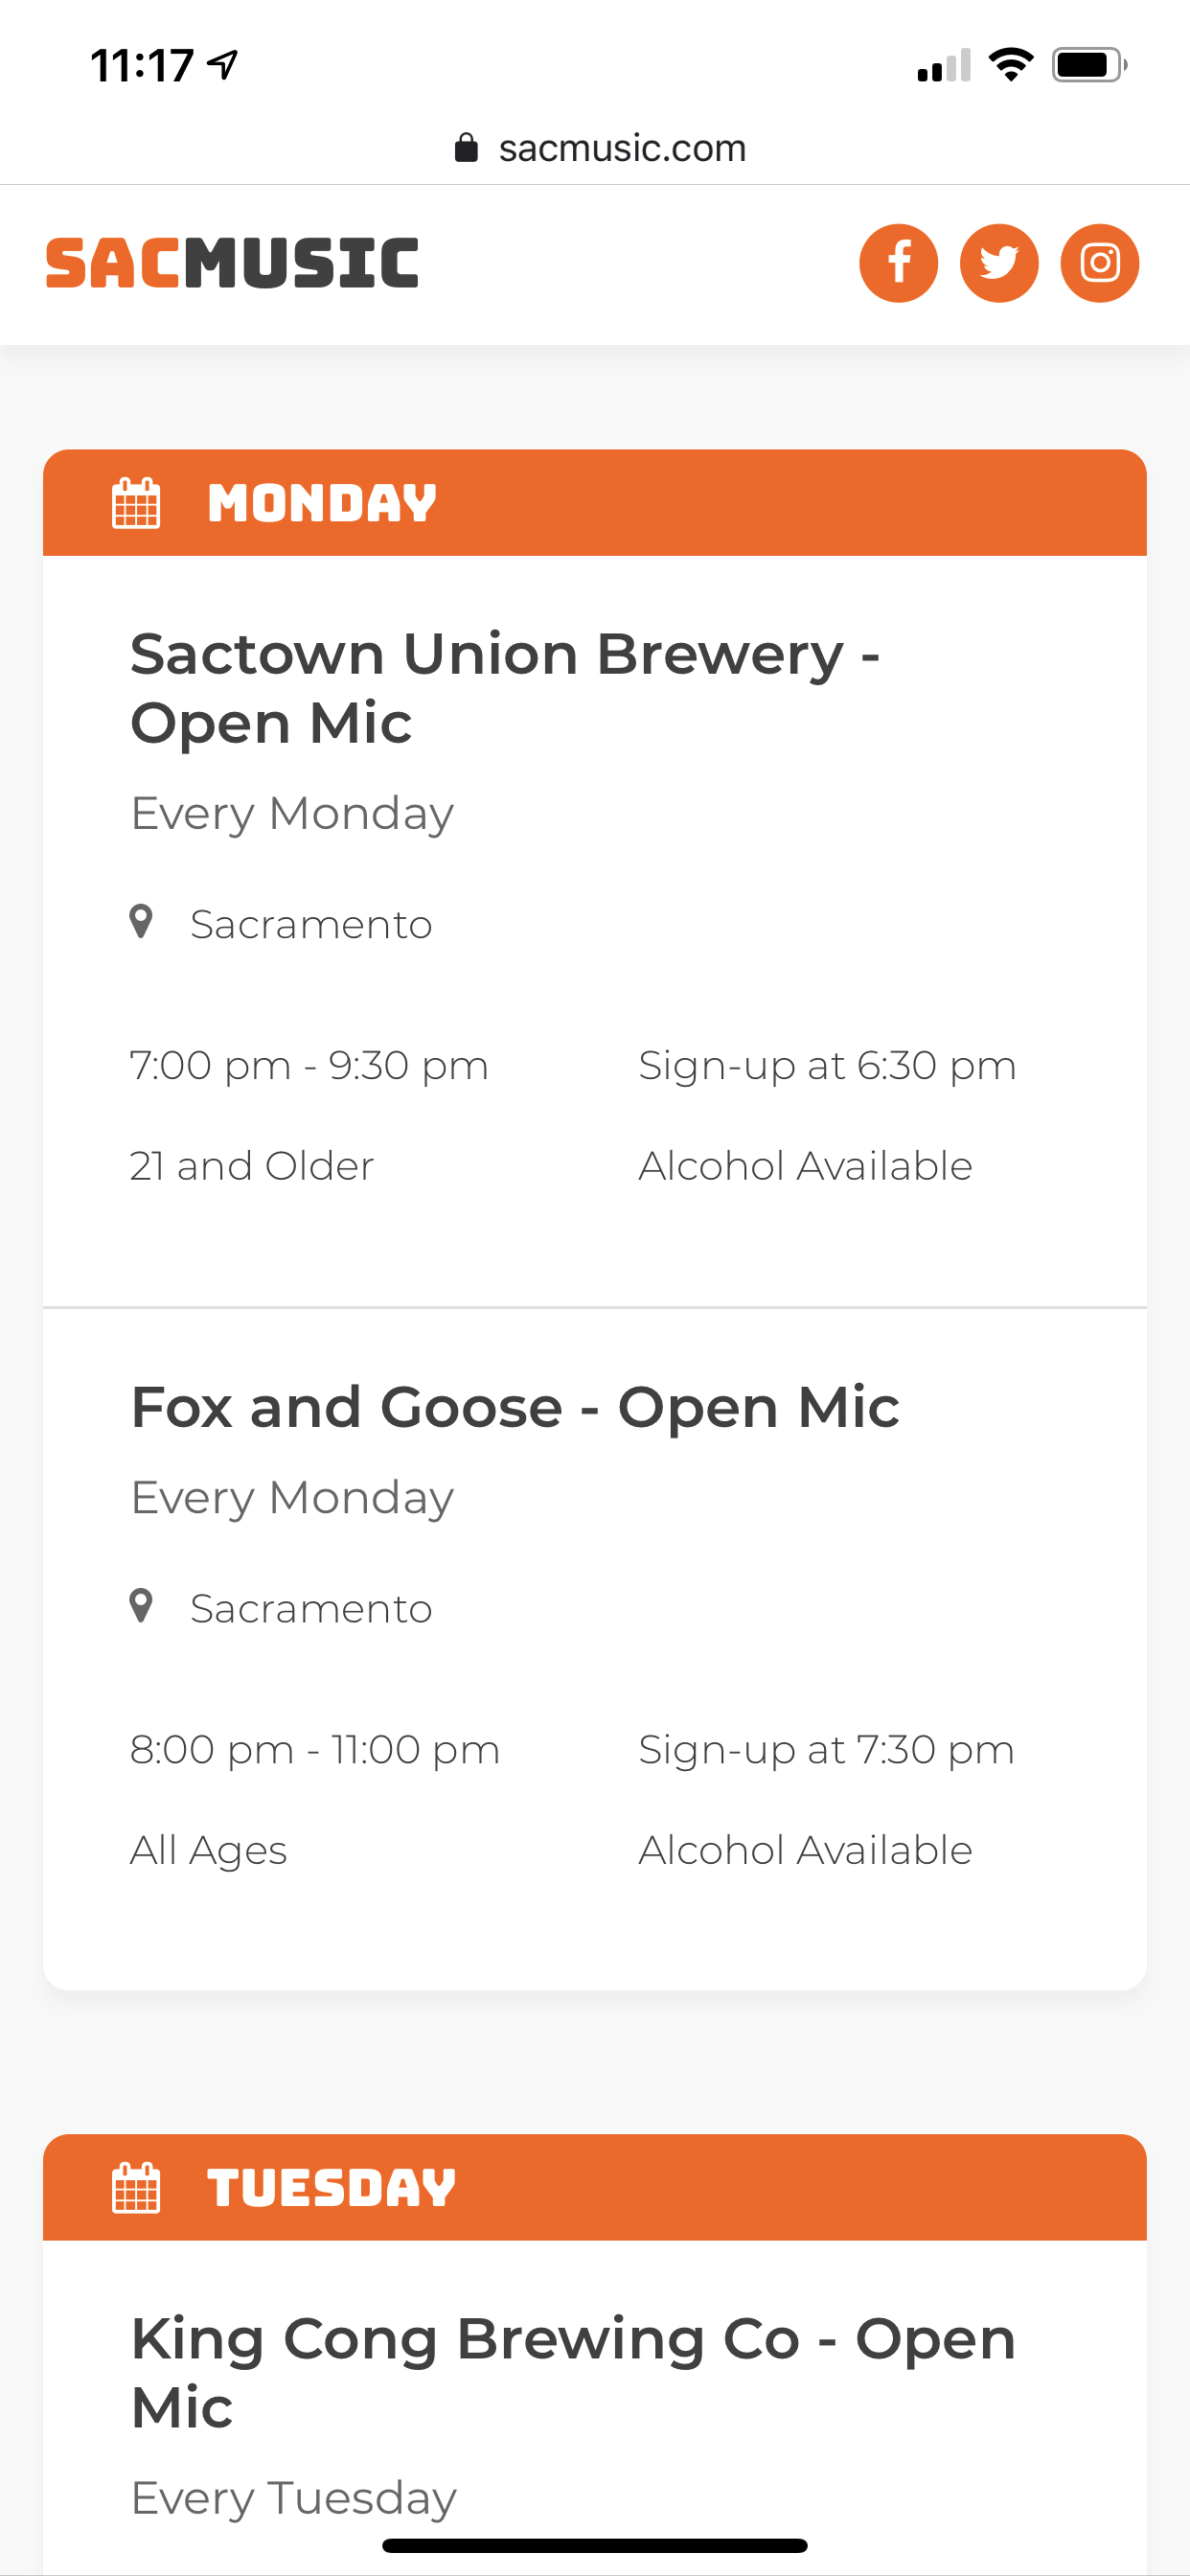 11:17
sacmusic.com
SACMUSIC
MONDAY
Sactown Union Brewery -
Open Mic
Every Monday
Sacramento
7:00 pm - 9:30 pm Sign-up at 6:30 pm
21 and Older Alcohol Available
Fox and Goose - Open Mic
Every Monday
Sacramento
8:00 pm - 11:00 pm Sign-up at 7:30 pm
All Ages Alcohol Available
TUESDAY
King Cong Brewing Co - Open
Mic
Every Tuesday